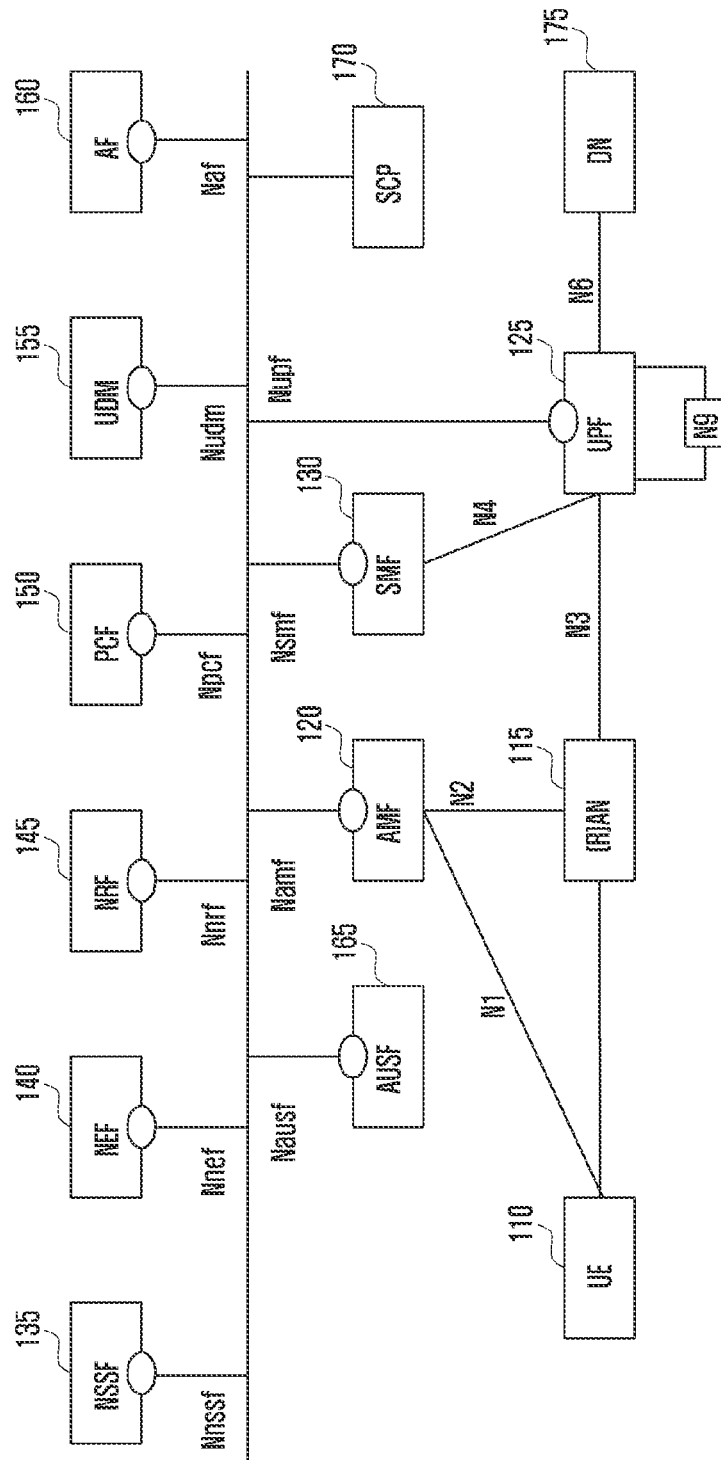 135
NSSF
Nnssf
140
NEF
Nnef
145
NRF
Nnrf
150
PCF
Npcf
155
UDM
Nudm
160
AF
Naf
Nausf
165
AUSF
Namf
120
AMF
Nsmf
130
SMF
Nupf
170
SCP
N1
N2
N4
110
UE
115
(R)AN
N3
125
UPF
N6
175
DN
N9